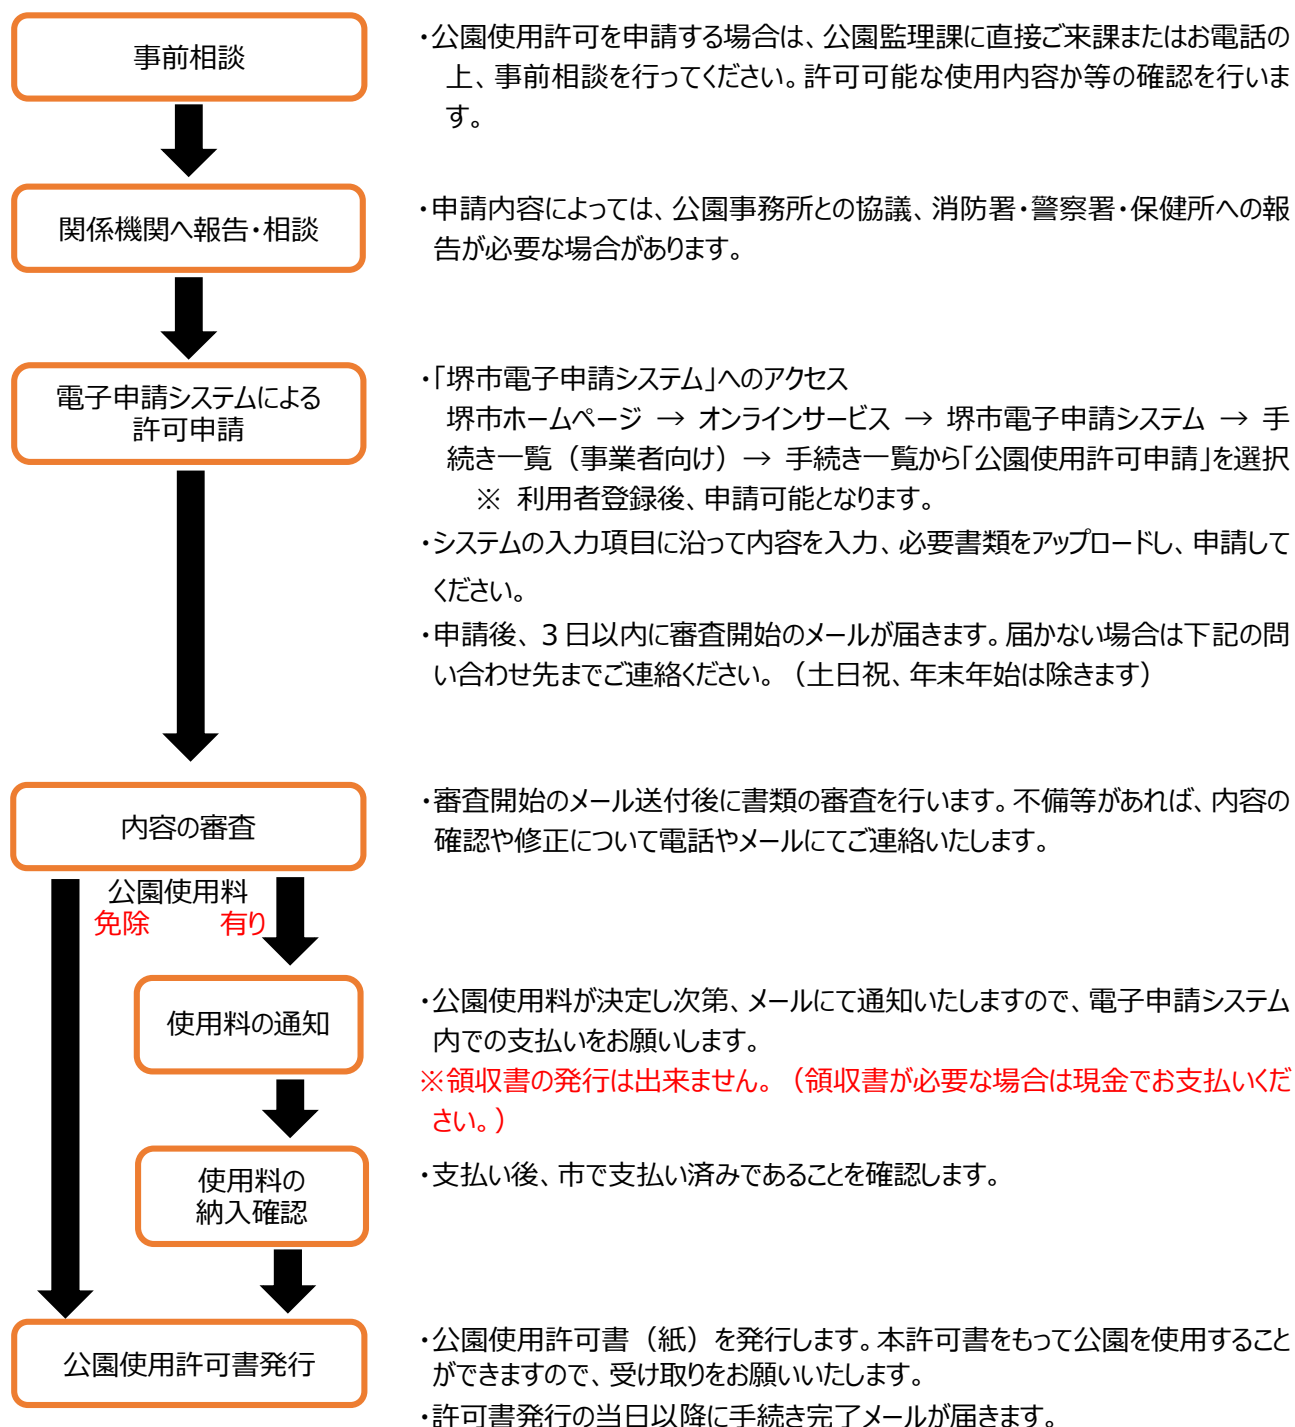 事前相談
・公園使用許可を申請する場合は、公園監理課に直接ご来課またはお電話の
上、事前相談を行ってください。許可可能な使用内容か等の確認を行いま
す。
関係機関へ報告・相談
・申請内容によっては、公園事務所との協議、消防署・警察署・保健所への報
告が必要な場合があります。
電子申請システムによる
許可申請
・「堺市電子申請システム」へのアクセス
堺市ホームページ → オンラインサービス → 堺市電子申請システム → 手
続き一覧（事業者向け）→ 手続き一覧から「公園使用許可申請」を選択
※ 利用者登録後、申請可能となります。
・システムの入力項目に沿って内容を入力、必要書類をアップロードし、申請して
ください。
・申請後、3日以内に審査開始のメールが届きます。届かない場合は下記の問
い合わせ先までご連絡ください。（土日祝、年末年始は除きます）
内容の審査
・審査開始のメール送付後に書類の審査を行います。不備等があれば、内容の
確認や修正について電話やメールにてご連絡いたします。
公園使用料
免除 有り
使用料の通知
・公園使用料が決定し次第、メールにて通知いたしますので、電子申請システム
内での支払いをお願いします。
※領収書の発行は出来ません。（領収書が必要な場合は現金でお支払いくだ
さい。）
使用料の
納入確認
・支払い後、市で支払い済みであることを確認します。
公園使用許可書発行
・公園使用許可書（紙）を発行します。本許可書をもって公園を使用すること
ができますので、受け取りをお願いいたします。
・許可書発行の当日以降に手続き完了メールが届きます。